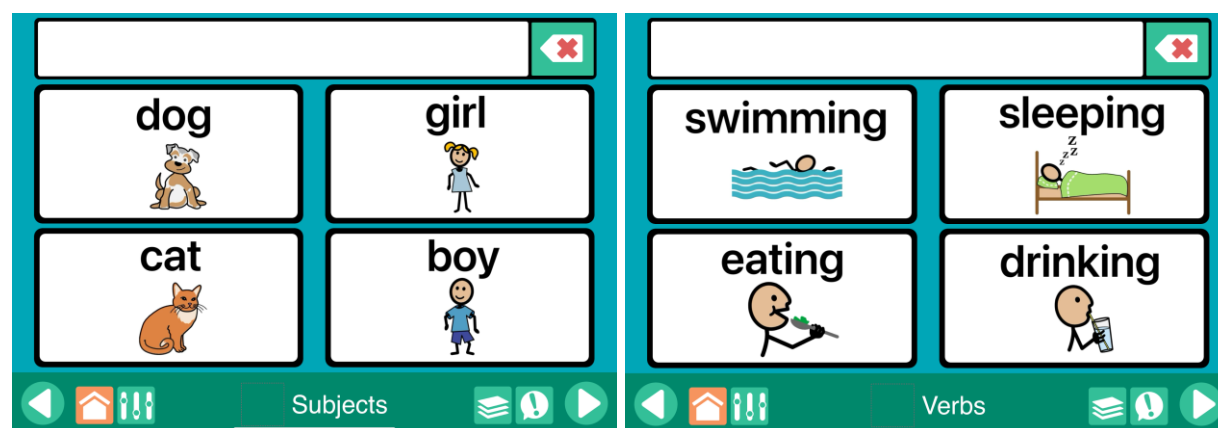 dog
girl
cat
boy
Subjects
swimming
sleeping
z
z
z
z
eating
drinking
Verbs